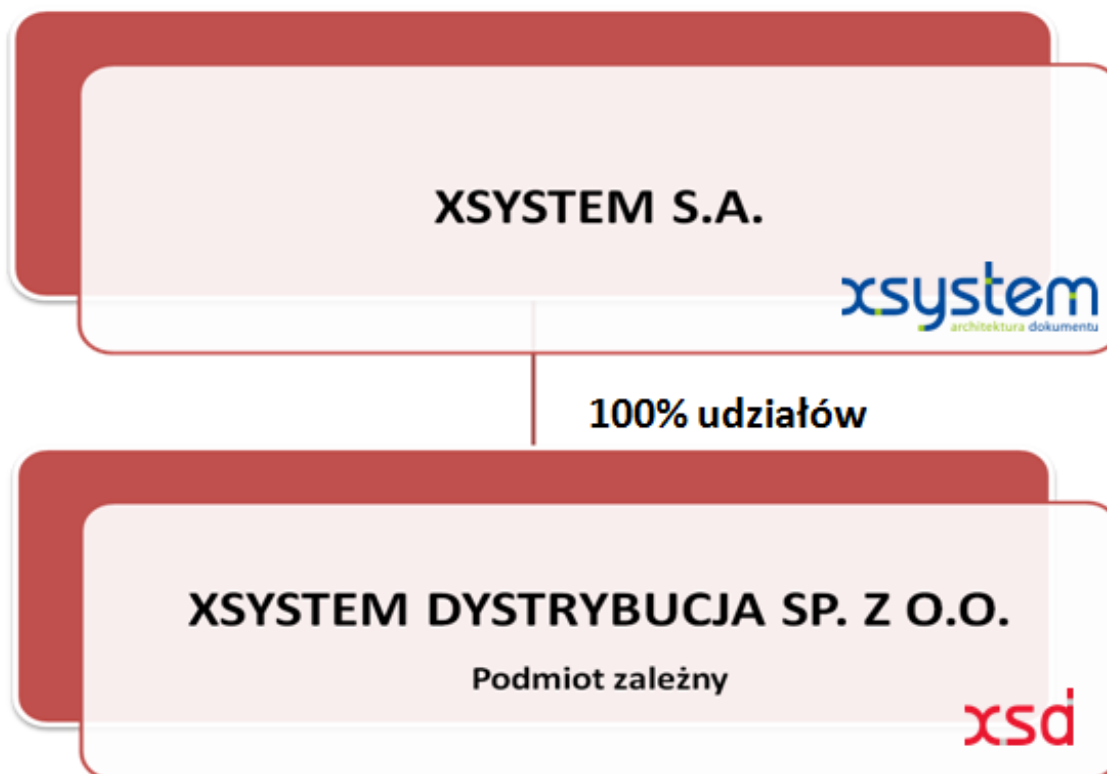 XSYSTEM S.A.
xsystem
architektura dokumentu
100% udziałów
XSYSTEM DYSTRYBUCJA SP. Z O.O.
Podmiot zależny
xsd